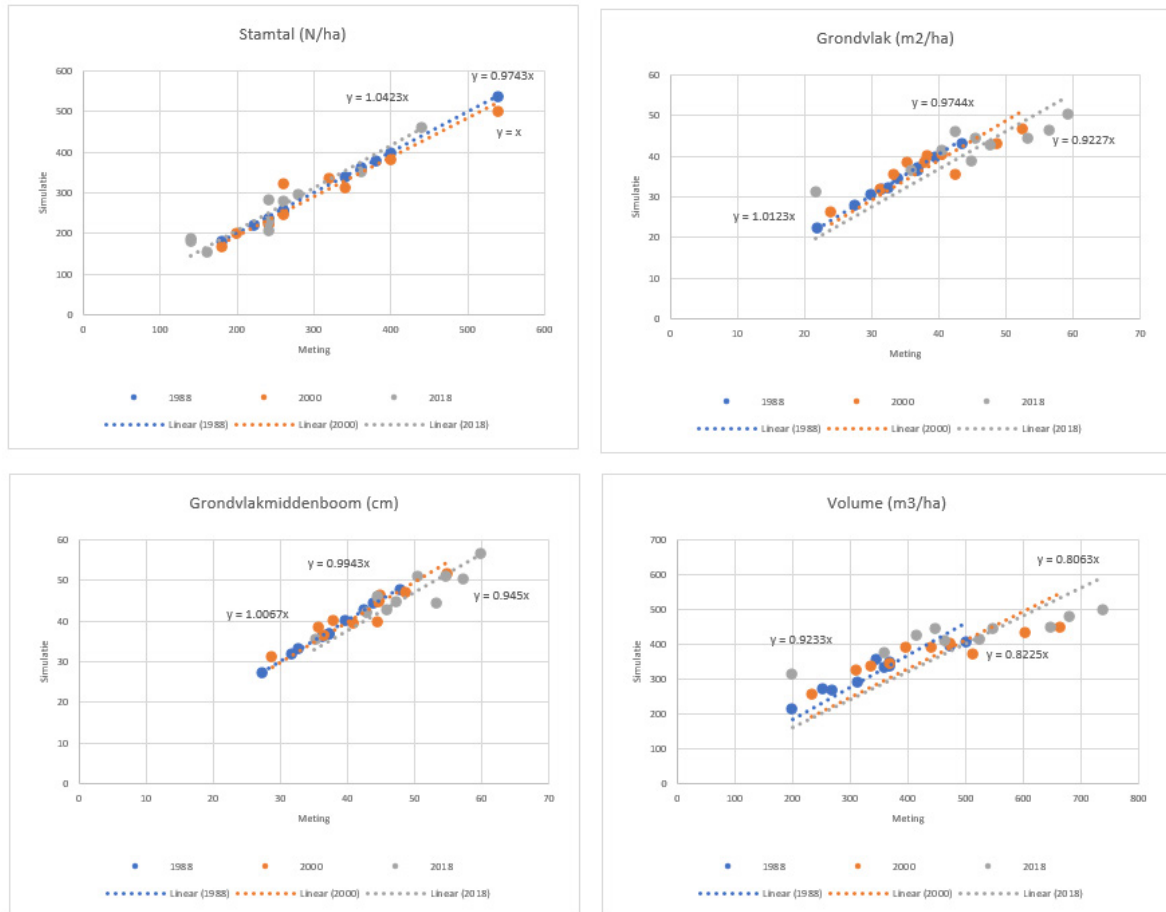 Stamtal (N/ha)
600
500
400
300
200
100
0
Simulatie
y = 1.0423x
y = 0.9743x
y = x
0 100 200 300 400 500 600
Meting
1988 2000 2018
Linear (1988) Linear (2000) Linear (2018)
Grondvlak (m2/ha)
60
50
40
30
20
10
0
Simulatie
y = 0.9744x
y = 0.9227x
y = 1.0123x
0 10 20 30 40 50 60 70
Meting
1988 2000 2018
Linear (1988) Linear (2000) Linear (2018)
Grondvlakmiddenboom (cm)
60
50
40
30
20
10
0
Simulatie
y = 0.9943x
y = 0.945x
y = 1.0067x
0 10 20 30 40 50 60 70
Meting
1988 2000 2018
Linear (1988) Linear (2000) Linear (2018)
Volume (m3/ha)
700
600
500
400
300
200
100
0
Simulatie
y = 0.8063x
y = 0.9233x
y = 0.8225x
0 100 200 300 400 500 600 700 800
Meting
1988 2000 2018
Linear (1988) Linear (2000) Linear (2018)